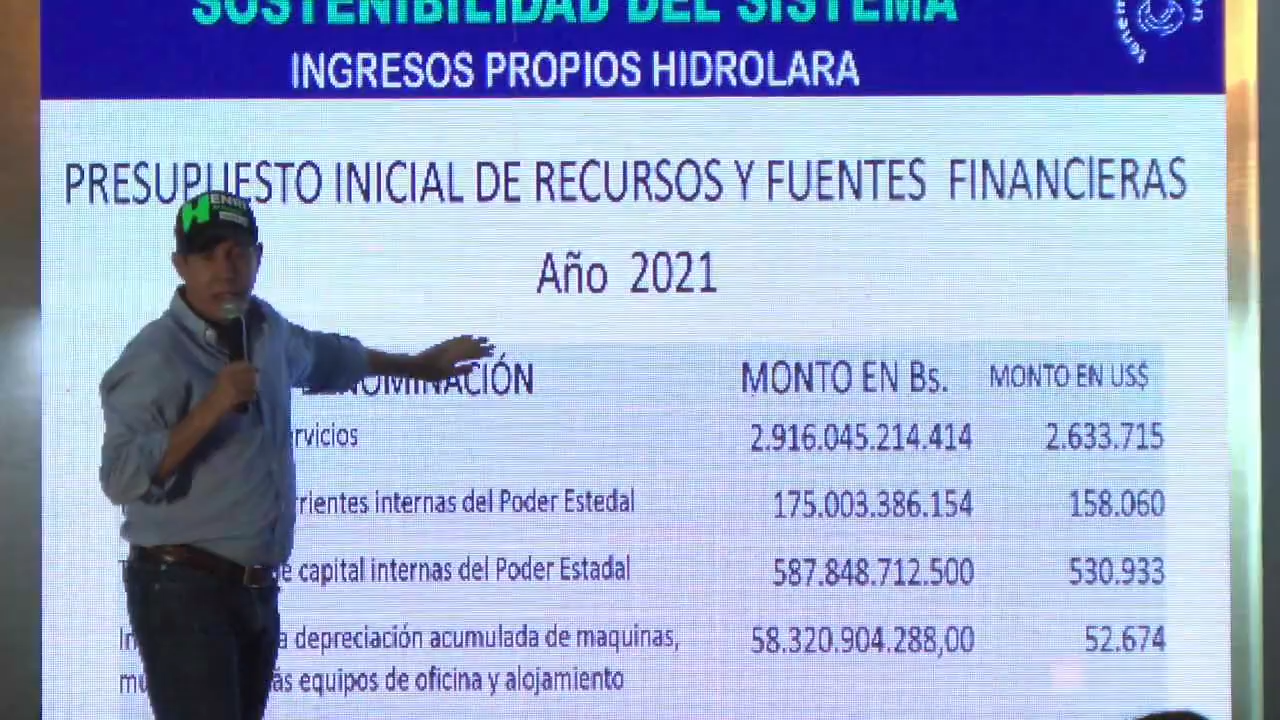 SOSTENIBILIDAD DEL SISTEMA
INGRESOS PROPIOS HIDROLARA
PRESUPUESTO INICIAL DE RECURSOS Y FUENTES FINANCIERAS
Año 2021
MONTO EN Bs. MONTO EN US$
2.916.045.214.414 2.633.715
internas del Poder Estedal 175.003.386.154 158.060
capital internas del Poder Estadal 587.848.712.500 530.933
depreciación acumulada de maquinas, 58.320.904.288,00 52.674
equipos de oficina y alojamiento